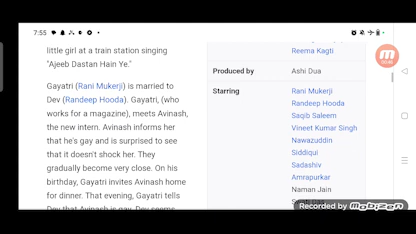 7:55
little girl at a train station singing
"Ajeeb Dastan Hain Ye."
Gayatri (Rani Mukerji) is married to
Dev (Randeep Hooda). Gayatri, (who
works for a magazine), meets Avinash,
the new intern. Avinash informs her
that he's gay and is surprised to see
that it doesn't shock her. They
gradually become very close. On his
birthday, Gayatri invites Avinash
home for dinner. That evening, Gayatri tells
Reema Kagti
Produced by Ashi Dua
Starring Rani Mukerji
Randeep Hooda
Saqib Saleem
Vineet Kumar Singh
Nawazuddin
Siddiqui
Sadashiv
Amrapurkar
Naman Jain
Recorded by Mobizen